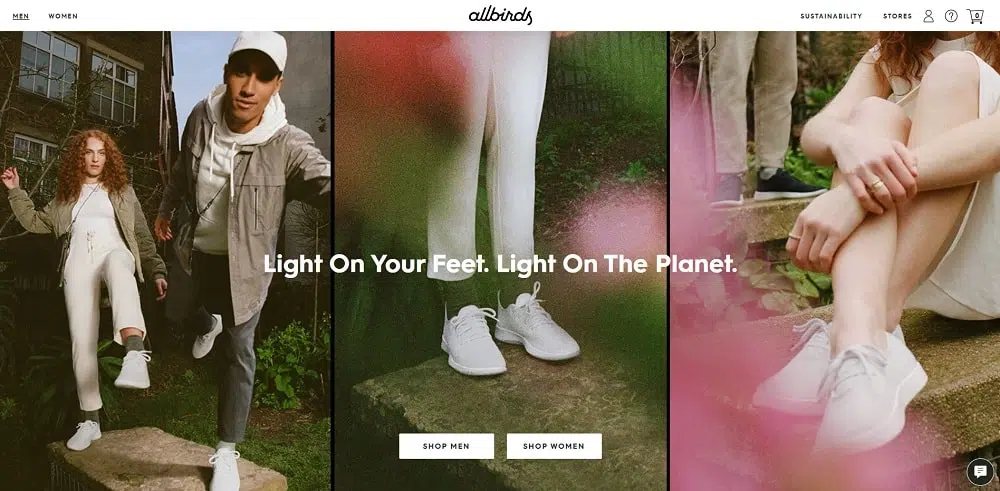 MEN WOMEN allbirds SUSTAINABILITY STORES 0
Light On Your Feet. Light On The Planet.
SHOP MEN SHOP WOMEN